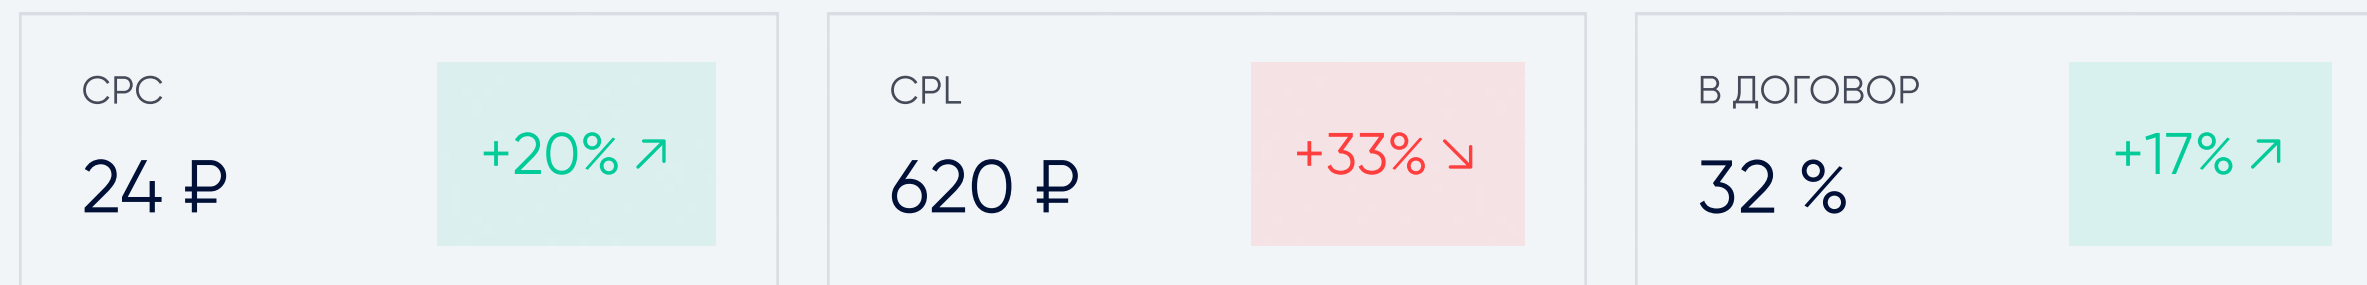 CPC
24 ₽
+20% ↗
CPL
620 ₽
+33% ↘
В ДОГОВОР
32 %
+17% ↗